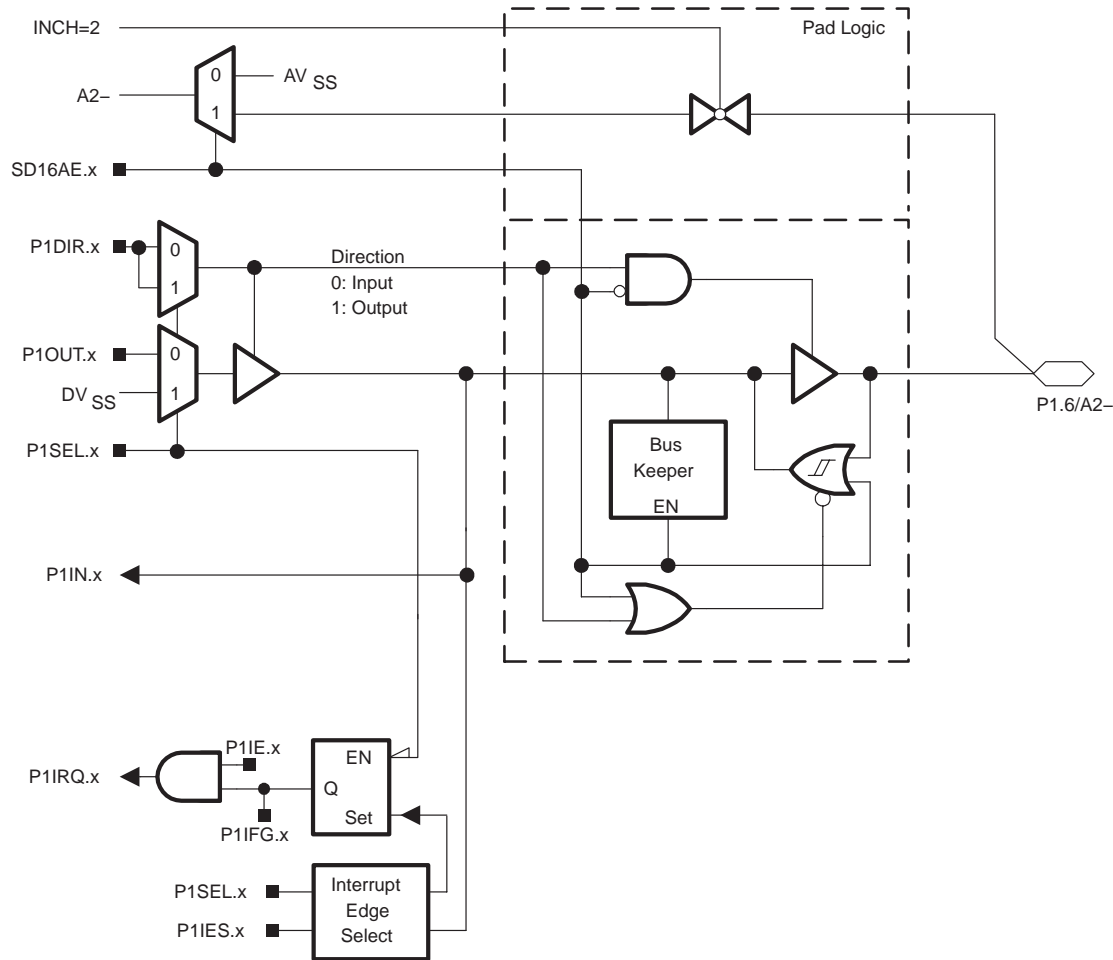 INCH=2
Pad Logic
0
AV SS
A2–
1
SD16AE.x
P1DIR.x
0
1
Direction
0: Input
1: Output
P1OUT.x
0
DV SS
1
P1.6/A2–
P1SEL.x
Bus
Keeper
EN
P1IN.x
P1IE.x
EN
P1IRQ.x
Q
Set
P1IFG.x
P1SEL.x
Interrupt
Edge
Select
P1IES.x